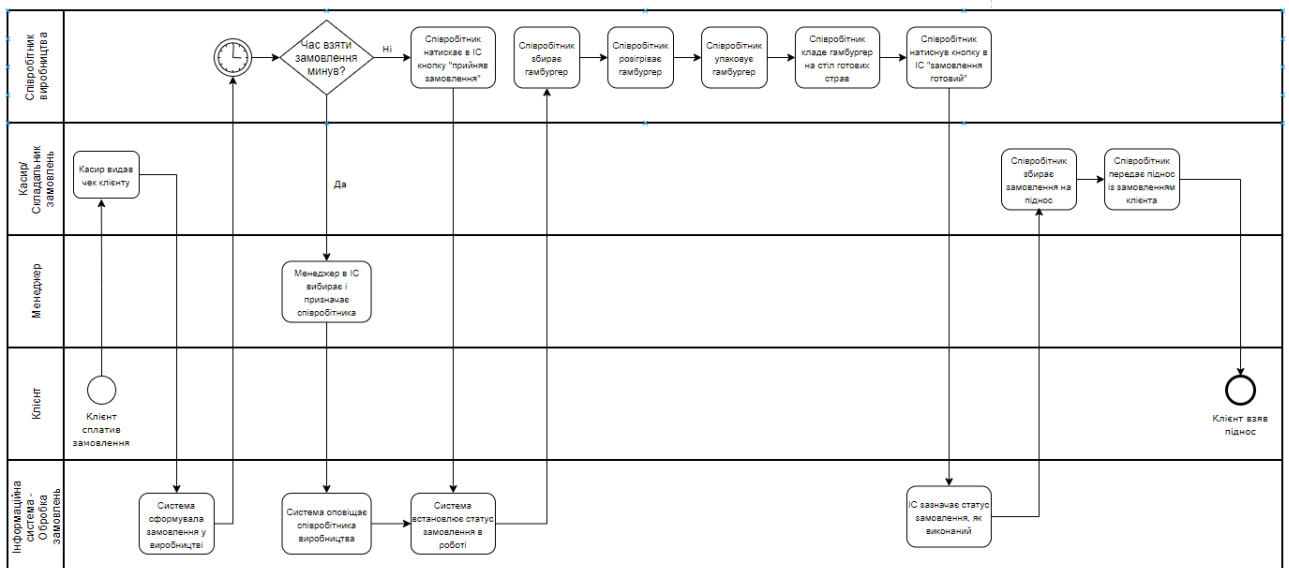 Співробітник
виробництва
Час взяти
замовлення
минув?
Ні
Співробітник
натискає в ІС
кнопку "прийняв
замовлення"
Співробітник
збирає
гамбургер
Співробітник
розігріває
гамбургер
Співробітник
упаковує
гамбургер
Співробітник
кладе гамбургер
на стіл готових
страв
Співробітник
натиснув кнопку в
ІС "замовлення
готовий"
Касир/
Складальник
замовлень
Касир видав
чек клієнту
Да
Співробітник
збирає
замовлення на
піднос
Співробітник
передає піднос
із замовленням
клієнта
Менеджер
Менеджер в ІС
вибирає і
призначає
співробітника
Клієнт
Клієнт
сплатив
замовлення
Клієнт взяв
піднос
Інформаційна
система -
Обробка
замовлень
Система
сформувала
замовлення у
виробництві
Система оповіщає
співробітника
виробництва
Система
встановлює статус
замовлення в
роботі
ІС зазначає статус
замовлення, як
виконаний